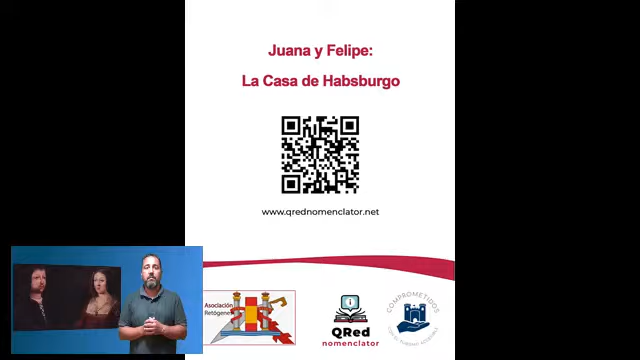 Juana y Felipe:
La Casa de Habsburgo
www.qrednomenclator.net
Asociación
Retógenes
QRed
nomenclator
COMPROMETIDOS